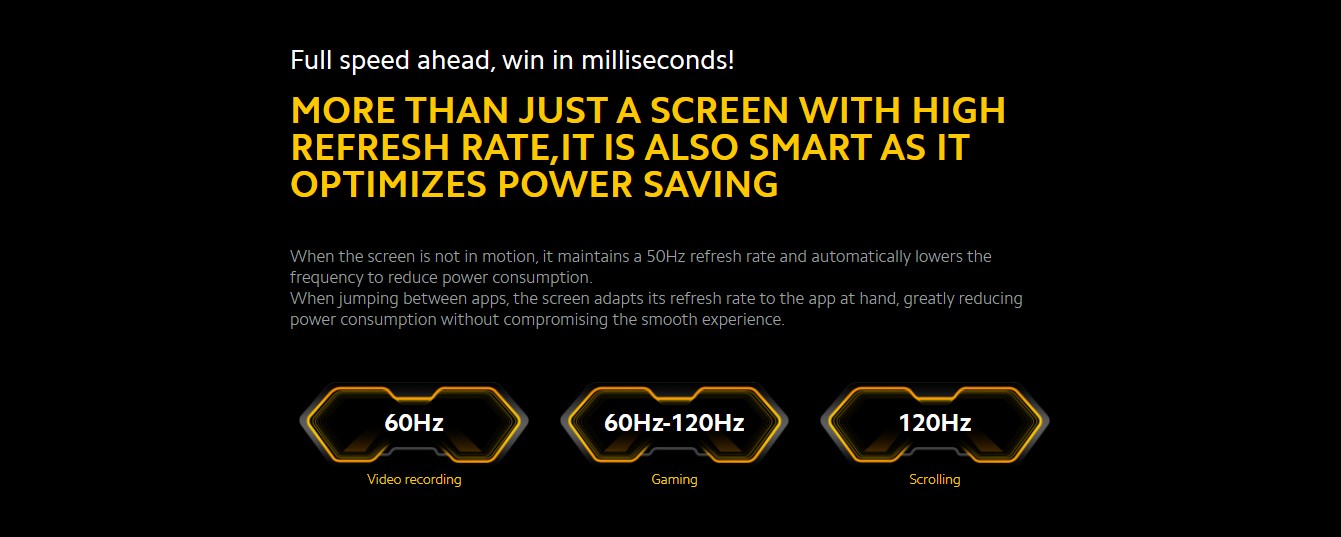 Full speed ahead, win in milliseconds!
MORE THAN JUST A SCREEN WITH HIGH
REFRESH RATE,IT IS ALSO SMART AS IT
OPTIMIZES POWER SAVING
When the screen is not in motion, it maintains a 50Hz refresh rate and automatically lowers the
frequency to reduce power consumption.
When jumping between apps, the screen adapts its refresh rate to the app at hand, greatly reducing
power consumption without compromising the smooth experience.
60Hz
Video recording
60Hz-120Hz
Gaming
120Hz
Scrolling